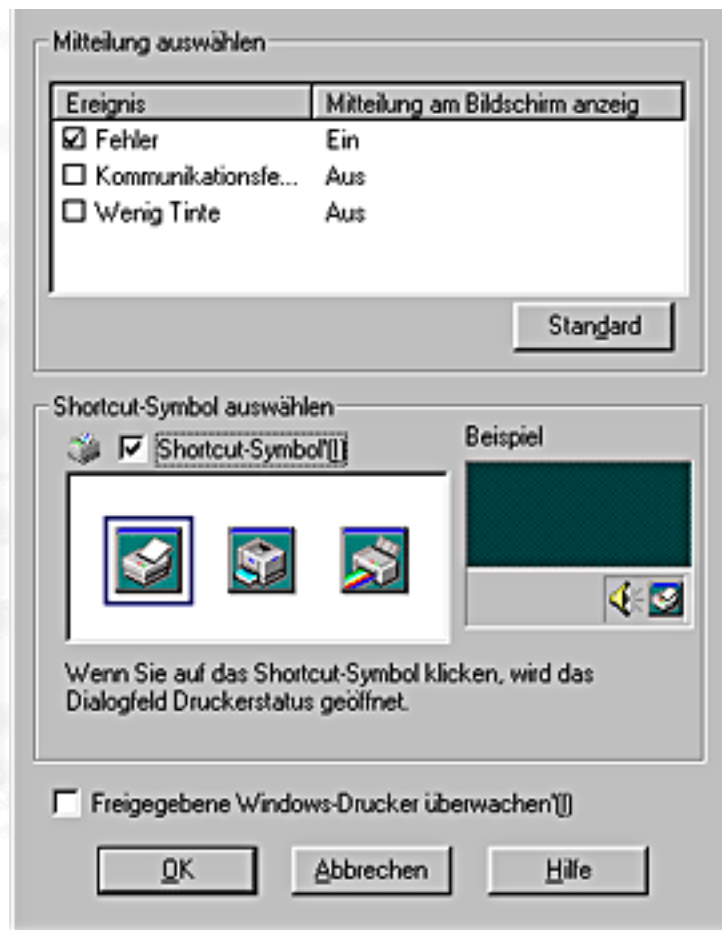 Mitteilung auswählen
Ereignis Mitteilung am Bildschirm anzeig
Fehler Ein
Kommunikationsfe... Aus
Wenig Tinte Aus
Standard
Shortcut-Symbol auswählen
Shortcut-Symbol'(I)
Beispiel
Wenn Sie auf das Shortcut-Symbol klicken, wird das
Dialogfeld Druckerstatus geöffnet.
Freigegebene Windows-Drucker überwachen'(I)
OK Abbrechen Hilfe